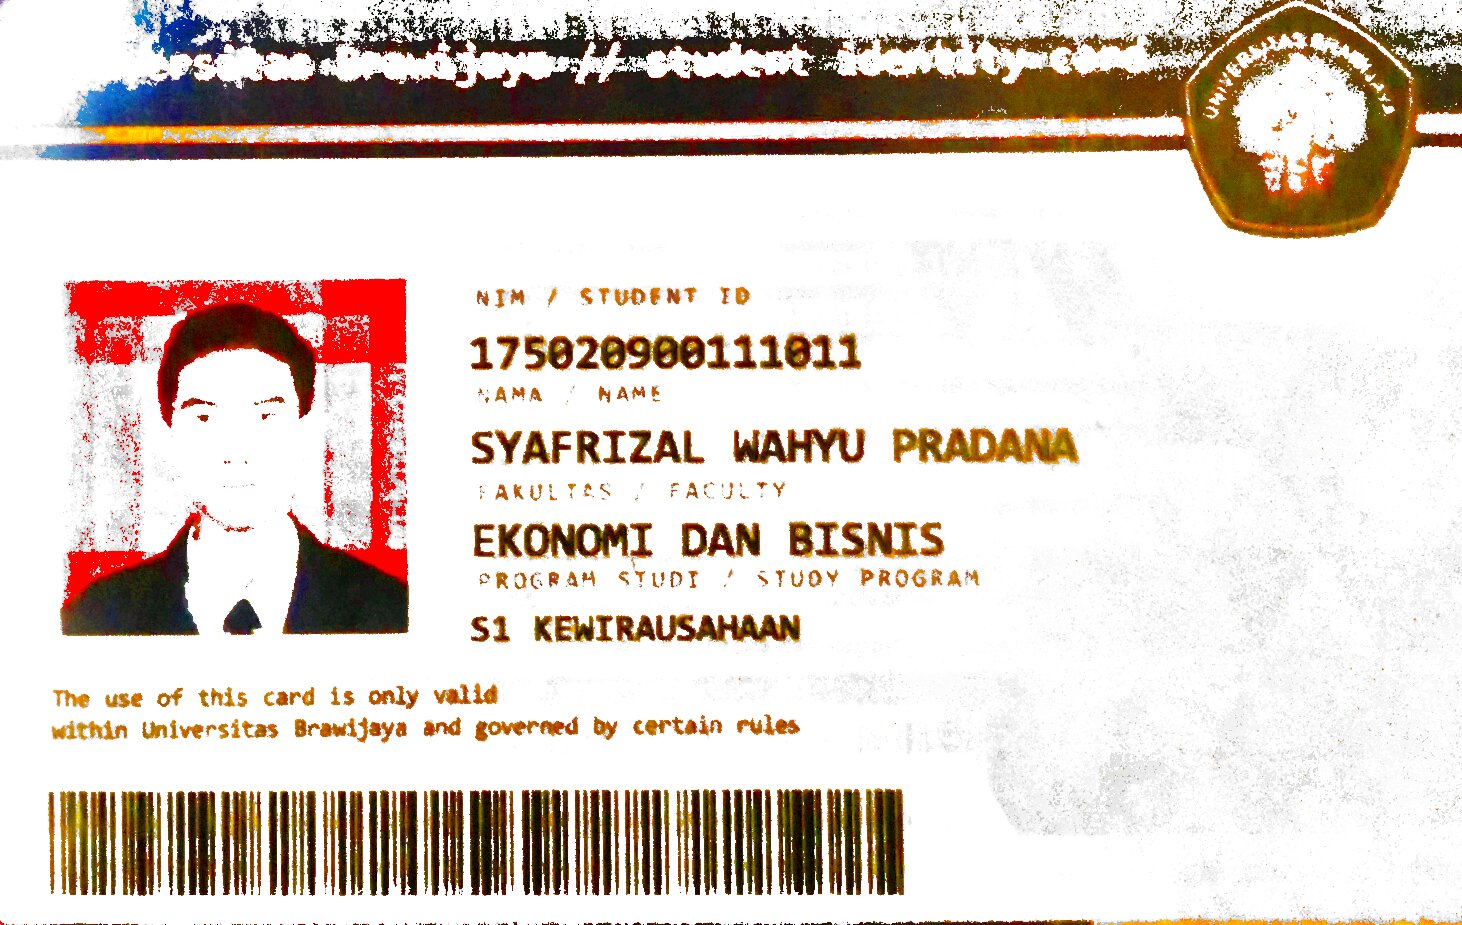 universitas brawijaya // student identity card
UNIVERSITAS BRAWIJAYA
NIM / STUDENT ID
175020900111011
NAMA / NAME
SYAFRIZAL WAHYU PRADANA
FAKULTAS / FACULTY
EKONOMI DAN BISNIS
PROGRAM STUDI / STUDY PROGRAM
S1 KEWIRAUSAHAAN
The use of this card is only valid
within Universitas Brawijaya and governed by certain rules